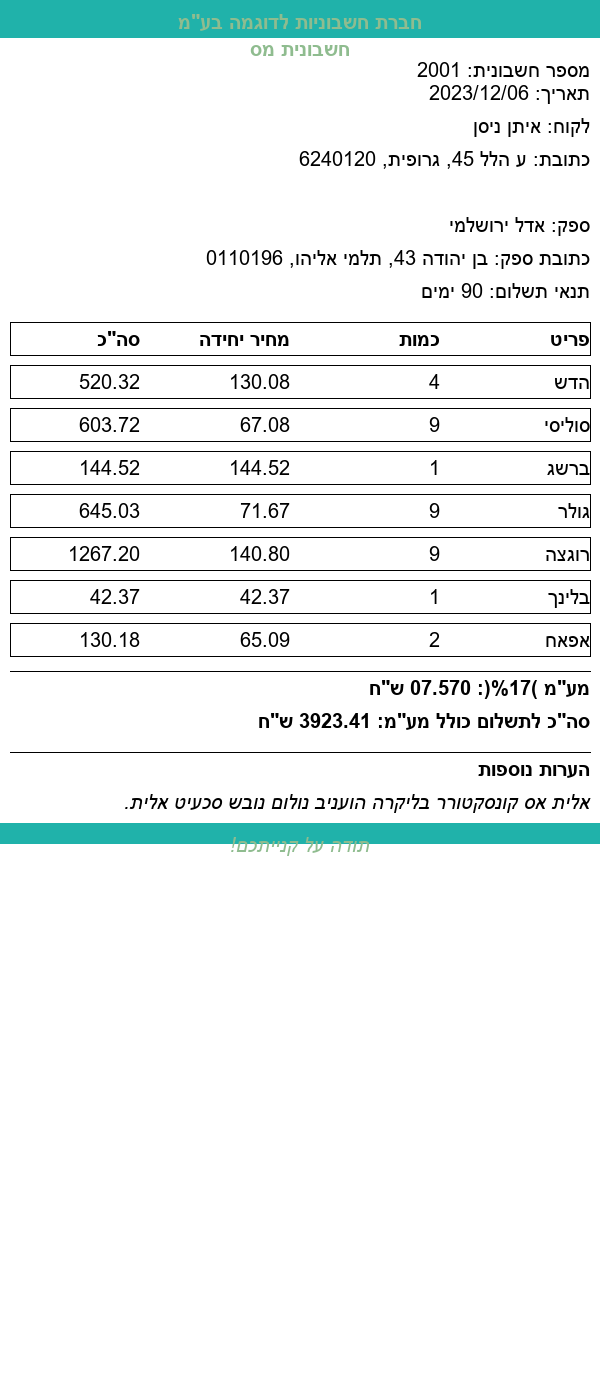 חברת חשבוניות לדוגמה בע"מ
חשבונית מס
מספר חשבונית: 2001
תאריך: 2023/12/06
לקוח: איתן ניסן
כתובת: ע הלל 45, גרופית, 6240120
ספק: אדל ירושלמי
כתובת ספק: בן יהודה 43, תלמי אליהו, 0110196
תנאי תשלום: 90 ימים
פריט כמות מחיר יחידה סה"כ
הדש 4 130.08 520.32
סוליסי 9 67.08 603.72
ברשג 1 144.52 144.52
גולר 9 71.67 645.03
רוגצה 9 140.80 1267.20
בלינך 1 42.37 42.37
אפאח 2 65.09 130.18
מע"מ )17%(: 07.570 ש"ח
סה"כ לתשלום כולל מע"מ: 3923.41 ש"ח
הערות נוספות
אלית אס קונסקטורר בליקרה הועניב נולום נובש סכעיט אלית.
תודה על קנייתכם!